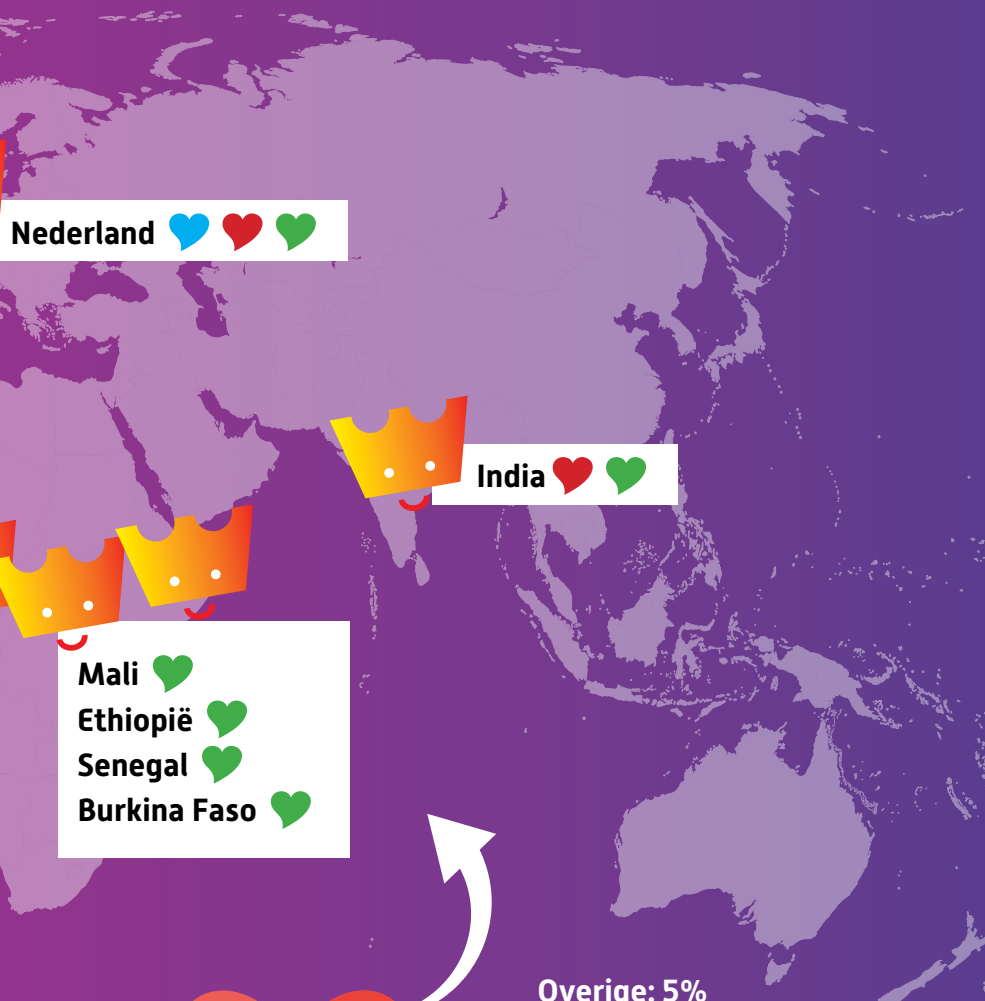 Nederland
India
Mali
Ethiopië
Senegal
Burkina Faso
Overige: 5%